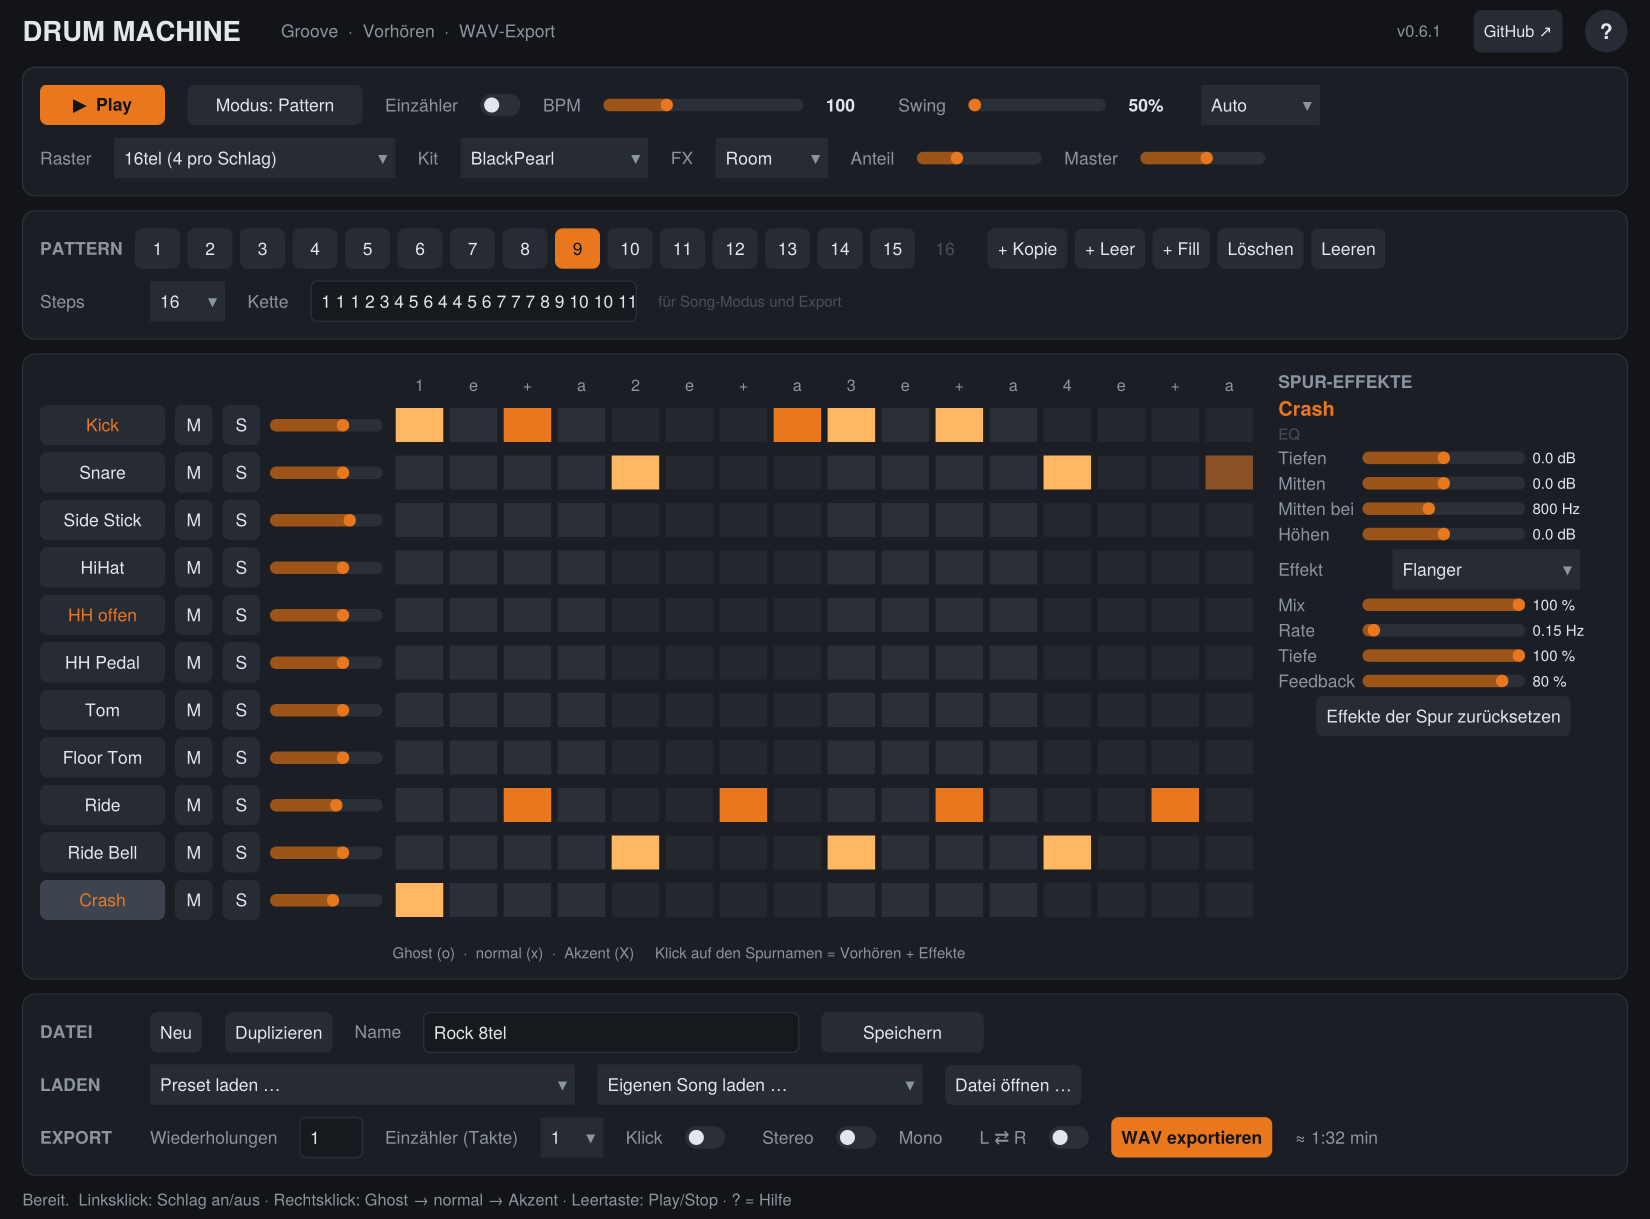 DRUM MACHINE Groove · Vorhören · WAV-Export v0.6.1 GitHub ↗ ?
▶ Play Modus: Pattern Einzähler BPM 100 Swing 50% Auto ▼
Raster 16tel (4 pro Schlag) ▼ Kit BlackPearl ▼ FX Room ▼ Anteil Master
PATTERN 1 2 3 4 5 6 7 8 9 10 11 12 13 14 15 16 + Kopie + Leer + Fill Löschen Leeren
Steps 16 ▼ Kette 1 1 1 2 3 4 5 6 4 4 5 6 7 7 7 8 9 10 10 11 für Song-Modus und Export
1 e + a 2 e + a 3 e + a 4 e + a
Kick M S
Snare M S
Side Stick M S
HiHat M S
HH offen M S
HH Pedal M S
Tom M S
Floor Tom M S
Ride M S
Ride Bell M S
Crash M S
Ghost (o) · normal (x) · Akzent (X) Klick auf den Spurnamen = Vorhören + Effekte
SPUR-EFFEKTE
Crash
EQ
Tiefen 0.0 dB
Mitten 0.0 dB
Mitten bei 800 Hz
Höhen 0.0 dB
Effekt Flanger ▼
Mix 100 %
Rate 0.15 Hz
Tiefe 100 %
Feedback 80 %
Effekte der Spur zurücksetzen
DATEI Neu Duplizieren Name Rock 8tel Speichern
LADEN Preset laden … ▼ Eigenen Song laden … ▼ Datei öffnen …
EXPORT Wiederholungen 1 Einzähler (Takte) 1 ▼ Klick Stereo Mono L ⇄ R WAV exportieren ≈ 1:32 min
Bereit. Linksklick: Schlag an/aus · Rechtsklick: Ghost → normal → Akzent · Leertaste: Play/Stop · ? = Hilfe